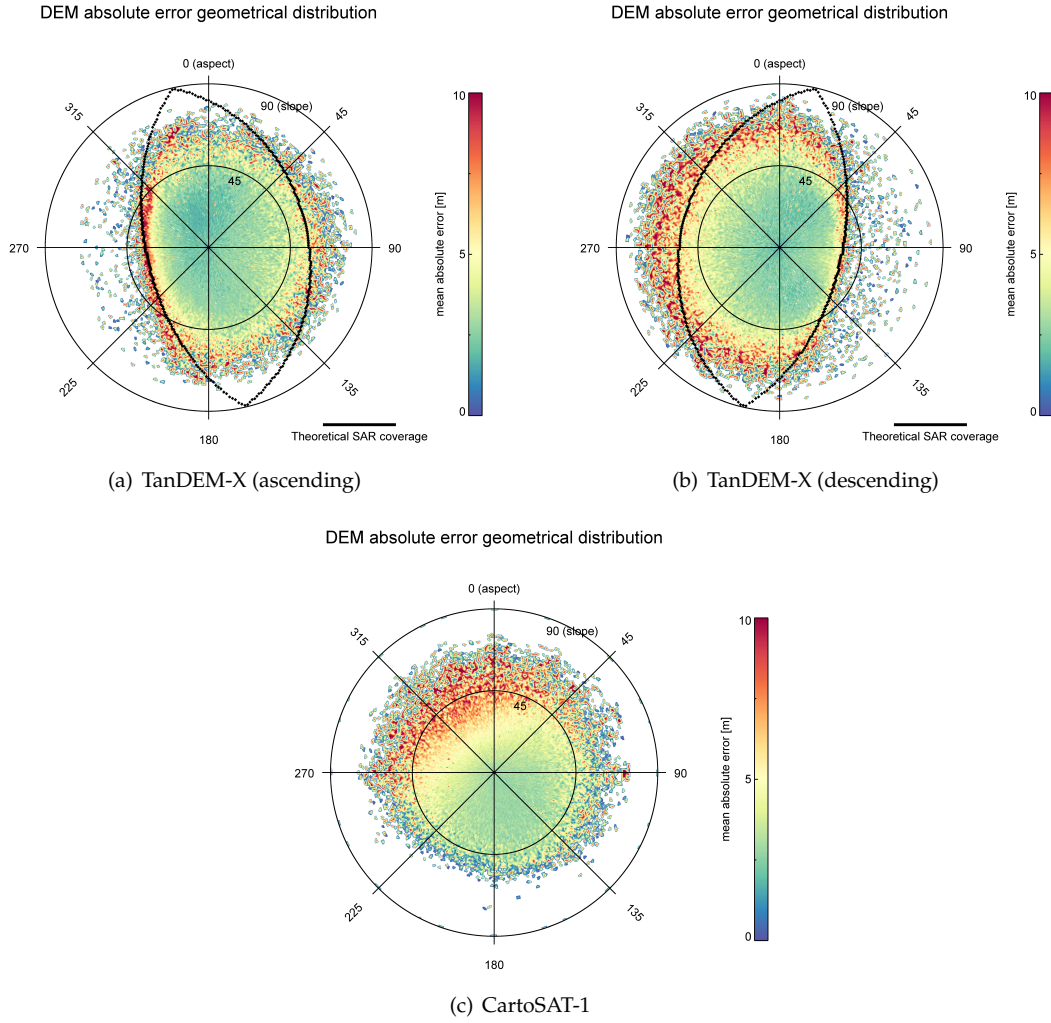 DEM absolute error geometrical distribution
0 (aspect)
90 (slope)
45
45
90
135
180
225
270
315
10
5
0
mean absolute error [m]
Theoretical SAR coverage
(a) TanDEM-X (ascending)
DEM absolute error geometrical distribution
0 (aspect)
90 (slope)
45
45
90
135
180
225
270
315
10
5
0
mean absolute error [m]
Theoretical SAR coverage
(b) TanDEM-X (descending)
DEM absolute error geometrical distribution
0 (aspect)
90 (slope)
45
45
90
135
180
225
270
315
10
5
0
mean absolute error [m]
(c) CartoSAT-1